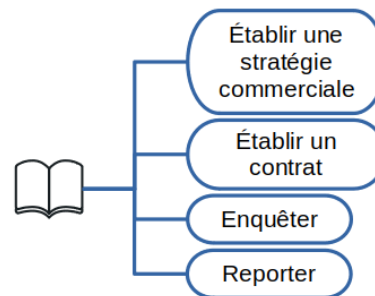 Établir une
stratégie
commerciale
Établir un
contrat
Enquêter
Reporter